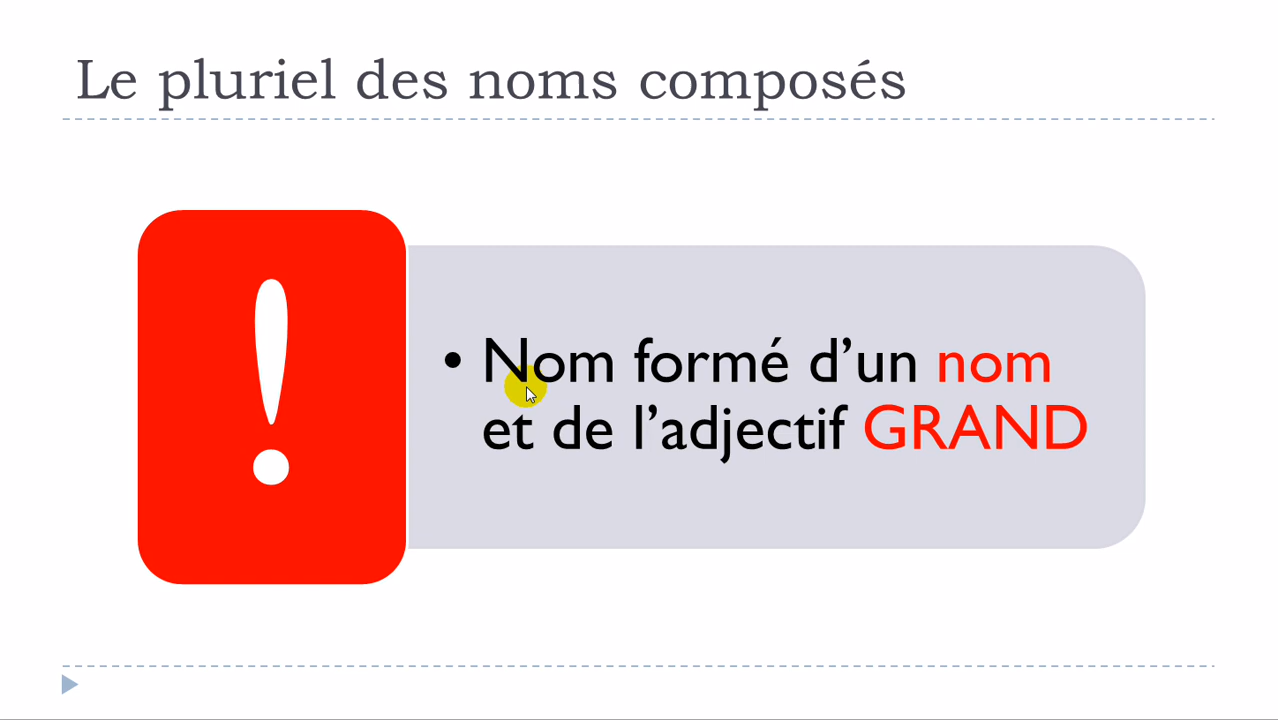 Le pluriel des noms composés
!
• Nom formé d’un nom
et de l’adjectif GRAND